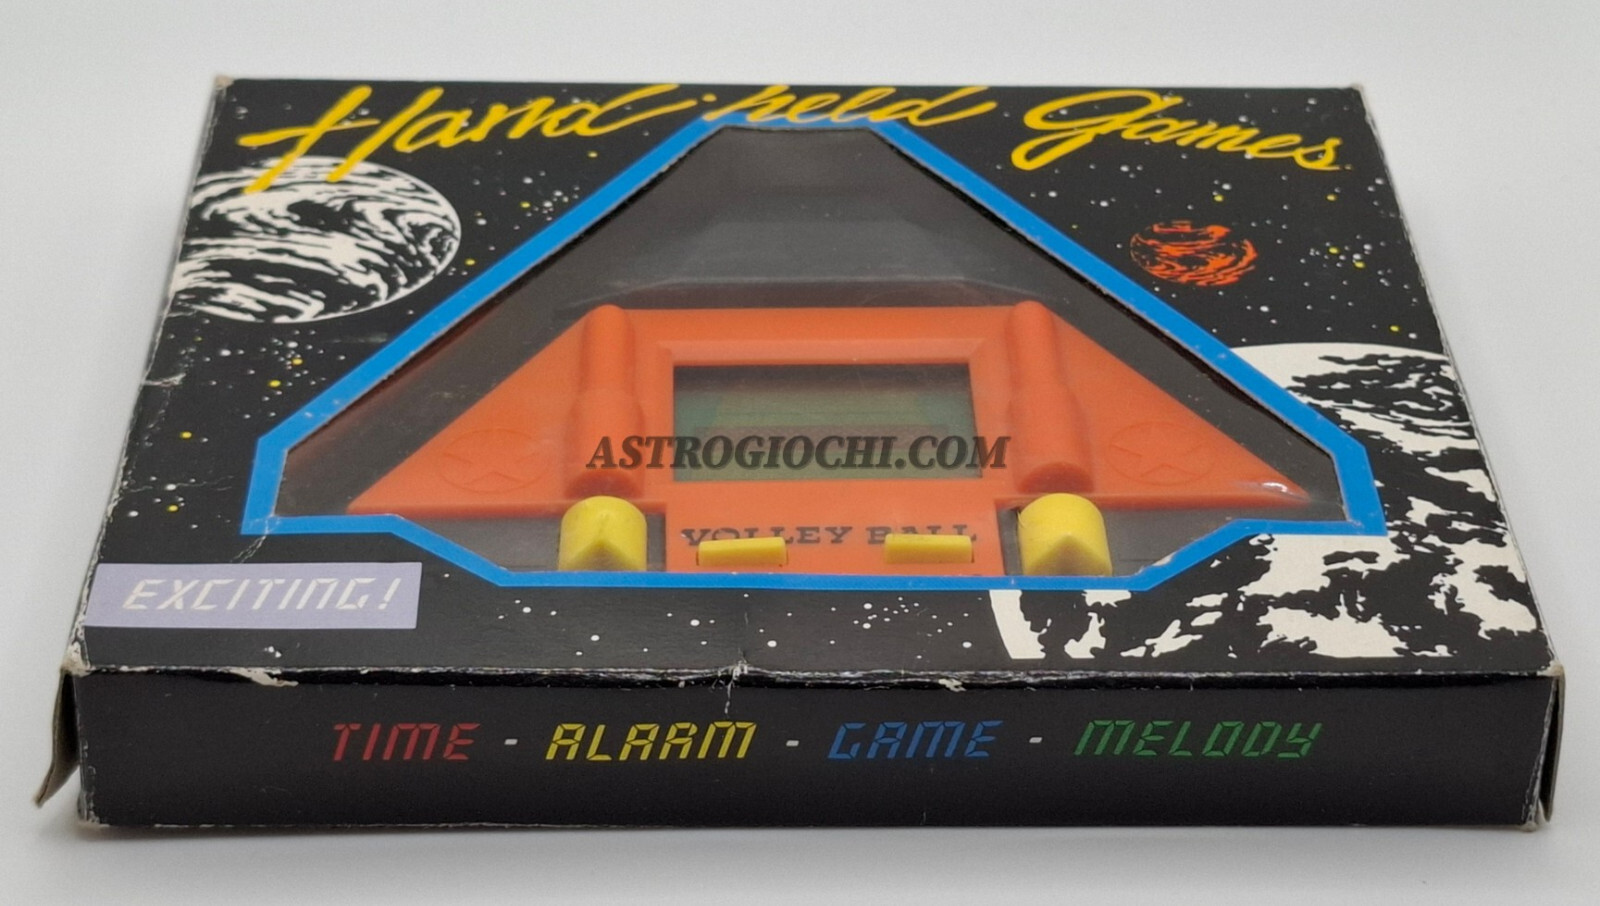 Hand-held Games
ASTROGIOCHI.COM
VOLLEY BALL
EXCITING!
TIME - ALARM - GAME - MELODY